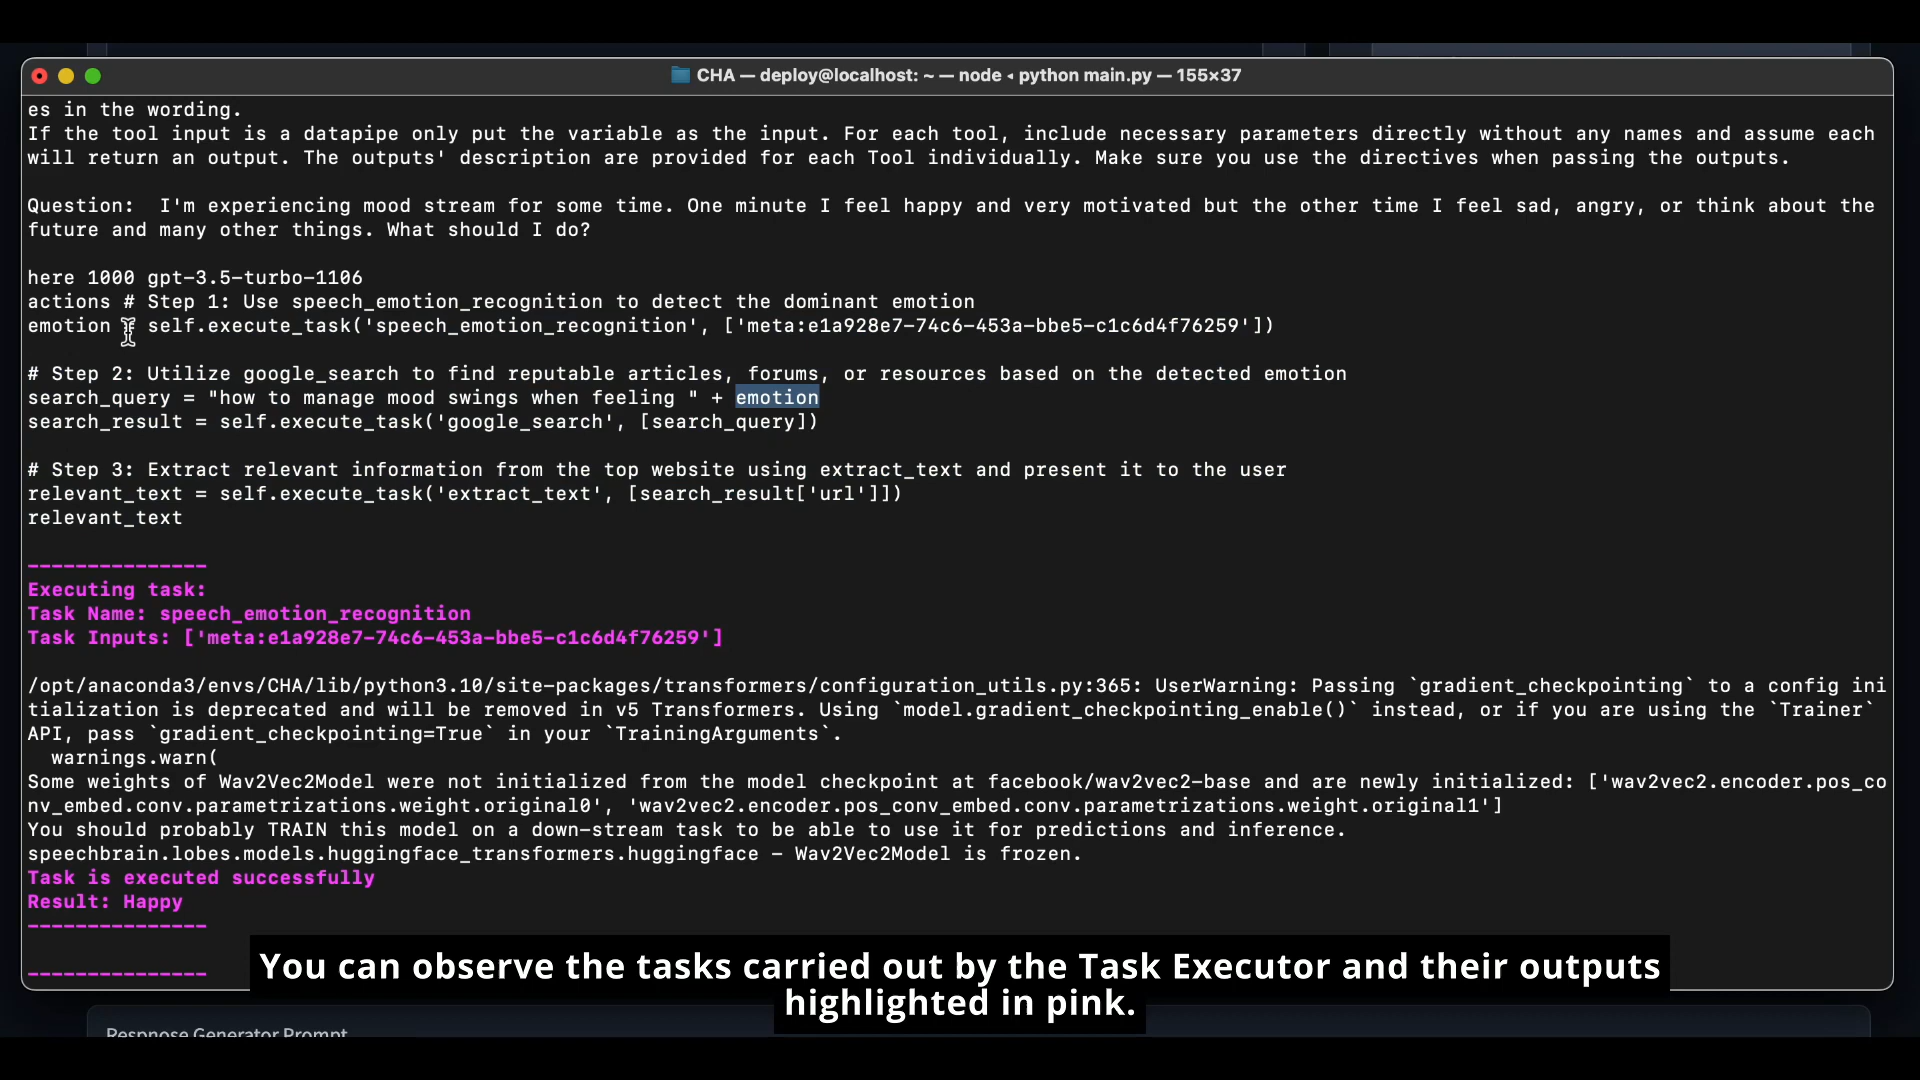 CHA — deploy@localhost: ~ — node ◂ python main.py — 155×37
es in the wording.
If the tool input is a datapipe only put the variable as the input. For each tool, include necessary parameters directly without any names and assume each
will return an output. The outputs' description are provided for each Tool individually. Make sure you use the directives when passing the outputs.
Question:  I'm experiencing mood stream for some time. One minute I feel happy and very motivated but the other time I feel sad, angry, or think about the
future and many other things. What should I do?
here 1000 gpt-3.5-turbo-1106
actions # Step 1: Use speech_emotion_recognition to detect the dominant emotion
emotion = self.execute_task('speech_emotion_recognition', ['meta:e1a928e7-74c6-453a-bbe5-c1c6d4f76259'])
# Step 2: Utilize google_search to find reputable articles, forums, or resources based on the detected emotion
search_query = "how to manage mood swings when feeling " + emotion
search_result = self.execute_task('google_search', [search_query])
# Step 3: Extract relevant information from the top website using extract_text and present it to the user
relevant_text = self.execute_task('extract_text', [search_result['url']])
relevant_text
---------------
Executing task:
Task Name: speech_emotion_recognition
Task Inputs: ['meta:e1a928e7-74c6-453a-bbe5-c1c6d4f76259']
/opt/anaconda3/envs/CHA/lib/python3.10/site-packages/transformers/configuration_utils.py:365: UserWarning: Passing `gradient_checkpointing` to a config ini
tialization is deprecated and will be removed in v5 Transformers. Using `model.gradient_checkpointing_enable()` instead, or if you are using the `Trainer`
API, pass `gradient_checkpointing=True` in your `TrainingArguments`.
  warnings.warn(
Some weights of Wav2Vec2Model were not initialized from the model checkpoint at facebook/wav2vec2-base and are newly initialized: ['wav2vec2.encoder.pos_co
nv_embed.conv.parametrizations.weight.original0', 'wav2vec2.encoder.pos_conv_embed.conv.parametrizations.weight.original1']
You should probably TRAIN this model on a down-stream task to be able to use it for predictions and inference.
speechbrain.lobes.models.huggingface_transformers.huggingface - Wav2Vec2Model is frozen.
Task is executed successfully
Result: Happy
---------------
---------------
You can observe the tasks carried out by the Task Executor and their outputs
highlighted in pink.
Respnose Generator Prompt